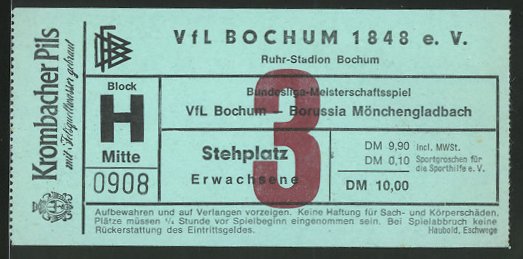 Krombacher Pils
mit Felsquellwasser gebraut
VfL BOCHUM 1848 e. V.
Ruhr-Stadion Bochum
Block
H
Mitte
0908
Bundesliga-Meisterschaftsspiel
VfL Bochum – Borussia Mönchengladbach
3
Stehplatz
Erwachsene
DM 9,90 incl. MWSt.
DM 0,10 Sportgroschen für
die Sporthilfe e. V.
DM 10,00
Aufbewahren und auf Verlangen vorzeigen. Keine Haftung für Sach- und Körperschäden.
Plätze müssen ¼ Stunde vor Spielbeginn eingenommen sein. Bei Spielabbruch keine
Rückerstattung des Eintrittsgeldes.
Haubold, Eschwege